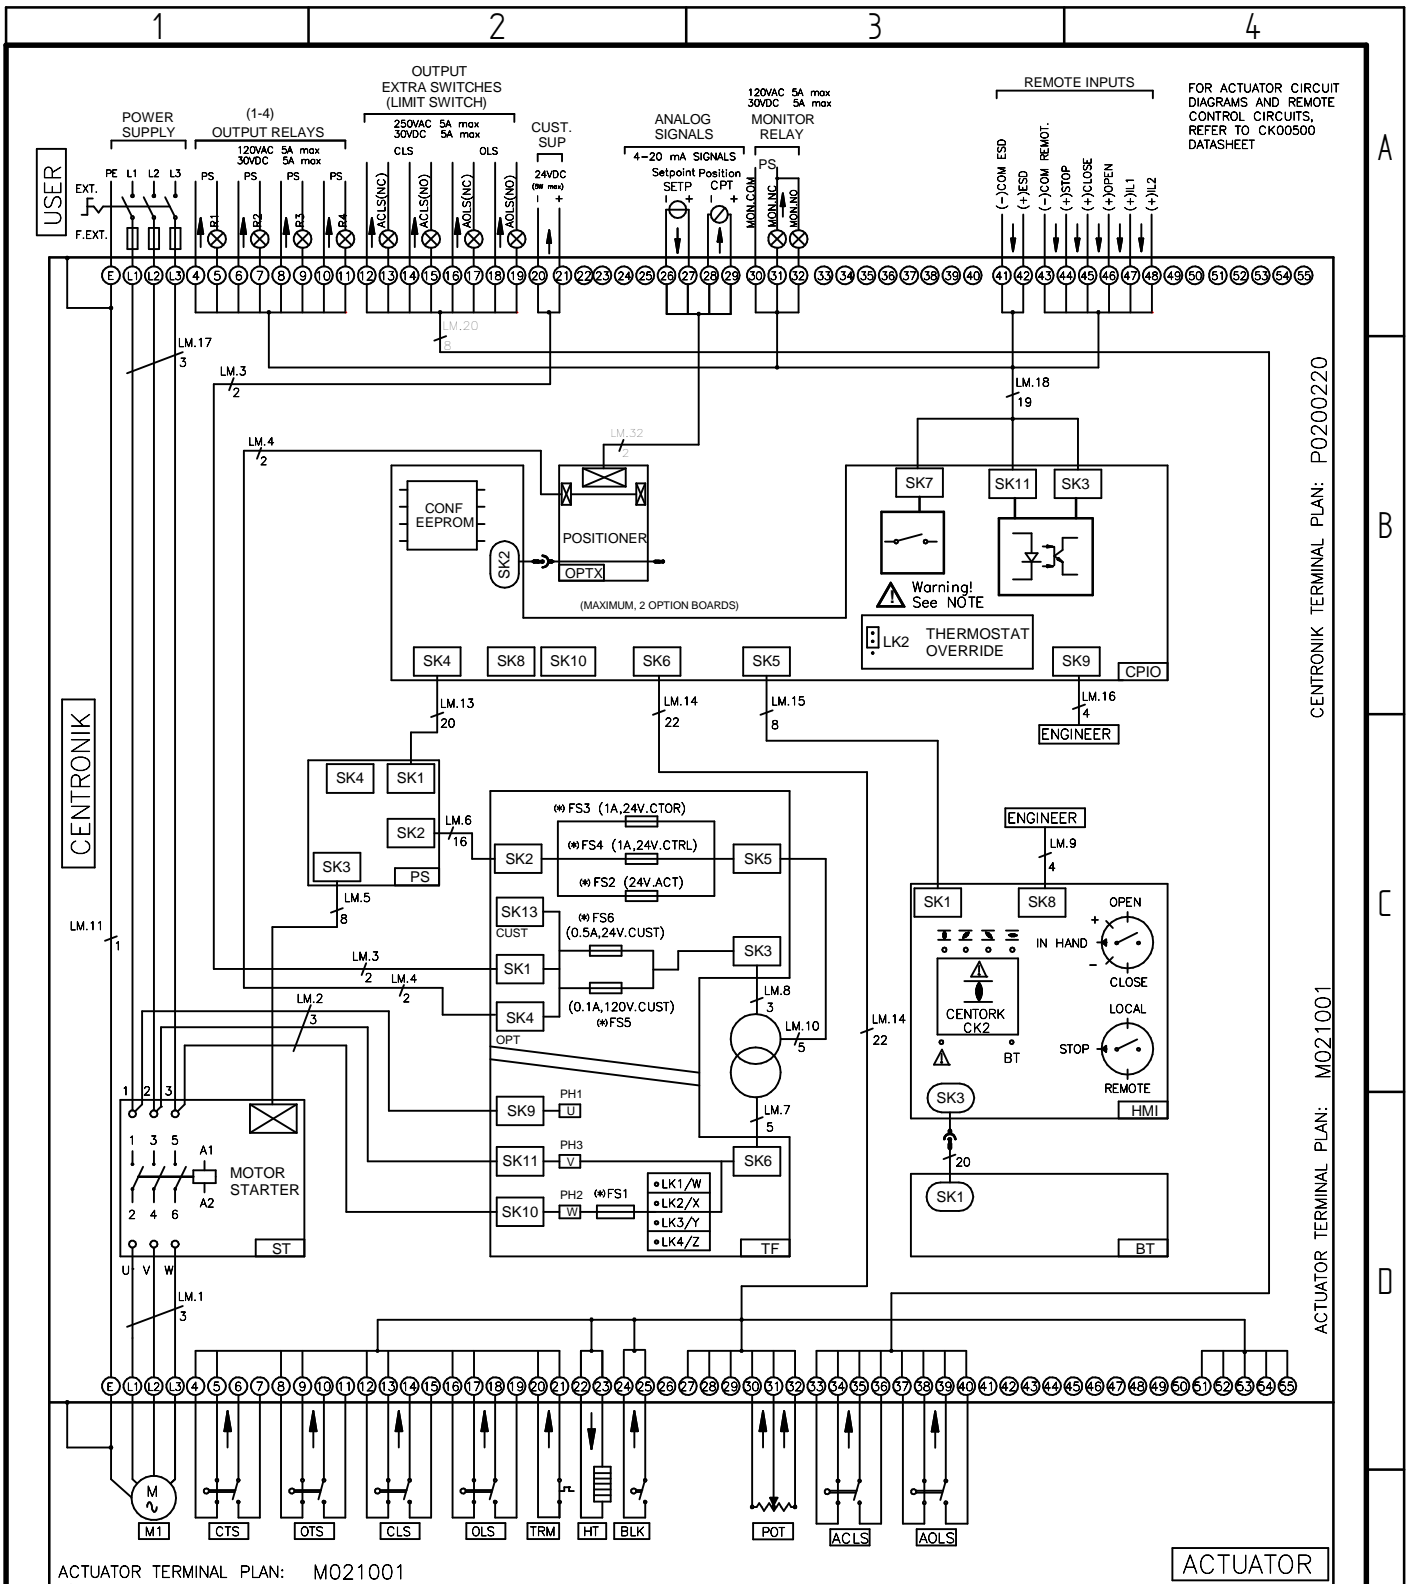 1 2 3 4
A
B
C
D
USER
POWER
SUPPLY
PE L1 L2 L3
EXT.
F.EXT.
(1-4)
OUTPUT RELAYS
120VAC 5A max
30VDC 5A max
PS PS PS PS
R1 R2 R3 R4
OUTPUT
EXTRA SWITCHES
(LIMIT SWITCH)
250VAC 5A max
30VDC 5A max
CLS OLS
ACLS(NC) ACLS(NO) AOLS(NC) AOLS(NO)
CUST.
SUP
24VDC
(5W max)
- +
ANALOG
SIGNALS
4-20 mA SIGNALS
Setpoint Position
SETP CPT
- + - +
120VAC 5A max
30VDC 5A max
MONITOR
RELAY
PS
MON.COM MON.NC MON.NO
REMOTE INPUTS
(-)COM ESD
(+)ESD
(-)COM REMOT.
(+)STOP
(+)CLOSE
(+)OPEN
(+)IL1
(+)IL2
FOR ACTUATOR CIRCUIT
DIAGRAMS AND REMOTE
CONTROL CIRCUITS,
REFER TO CK00500
DATASHEET
E L1 L2 L3 4 5 6 7 8 9 10 11 12 13 14 15 16 17 18 19 20 21 22 23 24 25 26 27 28 29 30 31 32 33 34 35 36 37 38 39 40 41 42 43 44 45 46 47 48 49 50 51 52 53 54 55
LM.17
3
LM.20
8
LM.3
2
LM.18
19
LM.4
2
LM.32
2
CENTRONIK TERMINAL PLAN: P0200220
CONF
EEPROM
SK2
POSITIONER
OPTX
(MAXIMUM, 2 OPTION BOARDS)
SK7 SK11 SK3
Warning!
See NOTE
LK2
THERMOSTAT
OVERRIDE
SK4 SK8 SK10 SK6 SK5 SK9
CPIO
LM.13
20
LM.14
22
LM.15
8
LM.16
4
ENGINEER
CENTRONIK
SK4 SK1
SK2
SK3
PS
LM.6
16
LM.5
8
LM.11
1
(*)FS3 (1A,24V.CTOR)
(*)FS4 (1A,24V.CTRL)
(*)FS2 (24V.ACT)
SK2 SK5
SK13
CUST
(*)FS6
(0.5A,24V.CUST)
SK1 SK3
LM.3
2
LM.4
2
SK4
OPT
(0.1A,120V.CUST)
(*)FS5
LM.8
3
LM.10
5
LM.7
5
LM.2
3
SK9
PH1
U
SK11
PH3
V
SK6
SK10
PH2
W
(*)FS1
LK1/W
LK2/X
LK3/Y
LK4/Z
TF
LM.14
22
ENGINEER
LM.9
4
SK1 SK8
OPEN
+
IN HAND
-
CLOSE
CENTORK
CK2
BT
LOCAL
STOP
REMOTE
SK3
HMI
20
SK1
BT
ACTUATOR TERMINAL PLAN: M021001
1 2 3
1 3 5
A1
A2
MOTOR
STARTER
2 4 6
ST
U V W
LM.1
3
E L1 L2 L3 4 5 6 7 8 9 10 11 12 13 14 15 16 17 18 19 20 21 22 23 24 25 26 27 28 29 30 31 32 33 34 35 36 37 38 39 40 41 42 43 44 45 46 47 48 49 50 51 52 53 54 55
M
M1 CTS OTS CLS OLS TRM HT BLK POT ACLS AOLS
ACTUATOR TERMINAL PLAN: M021001
ACTUATOR